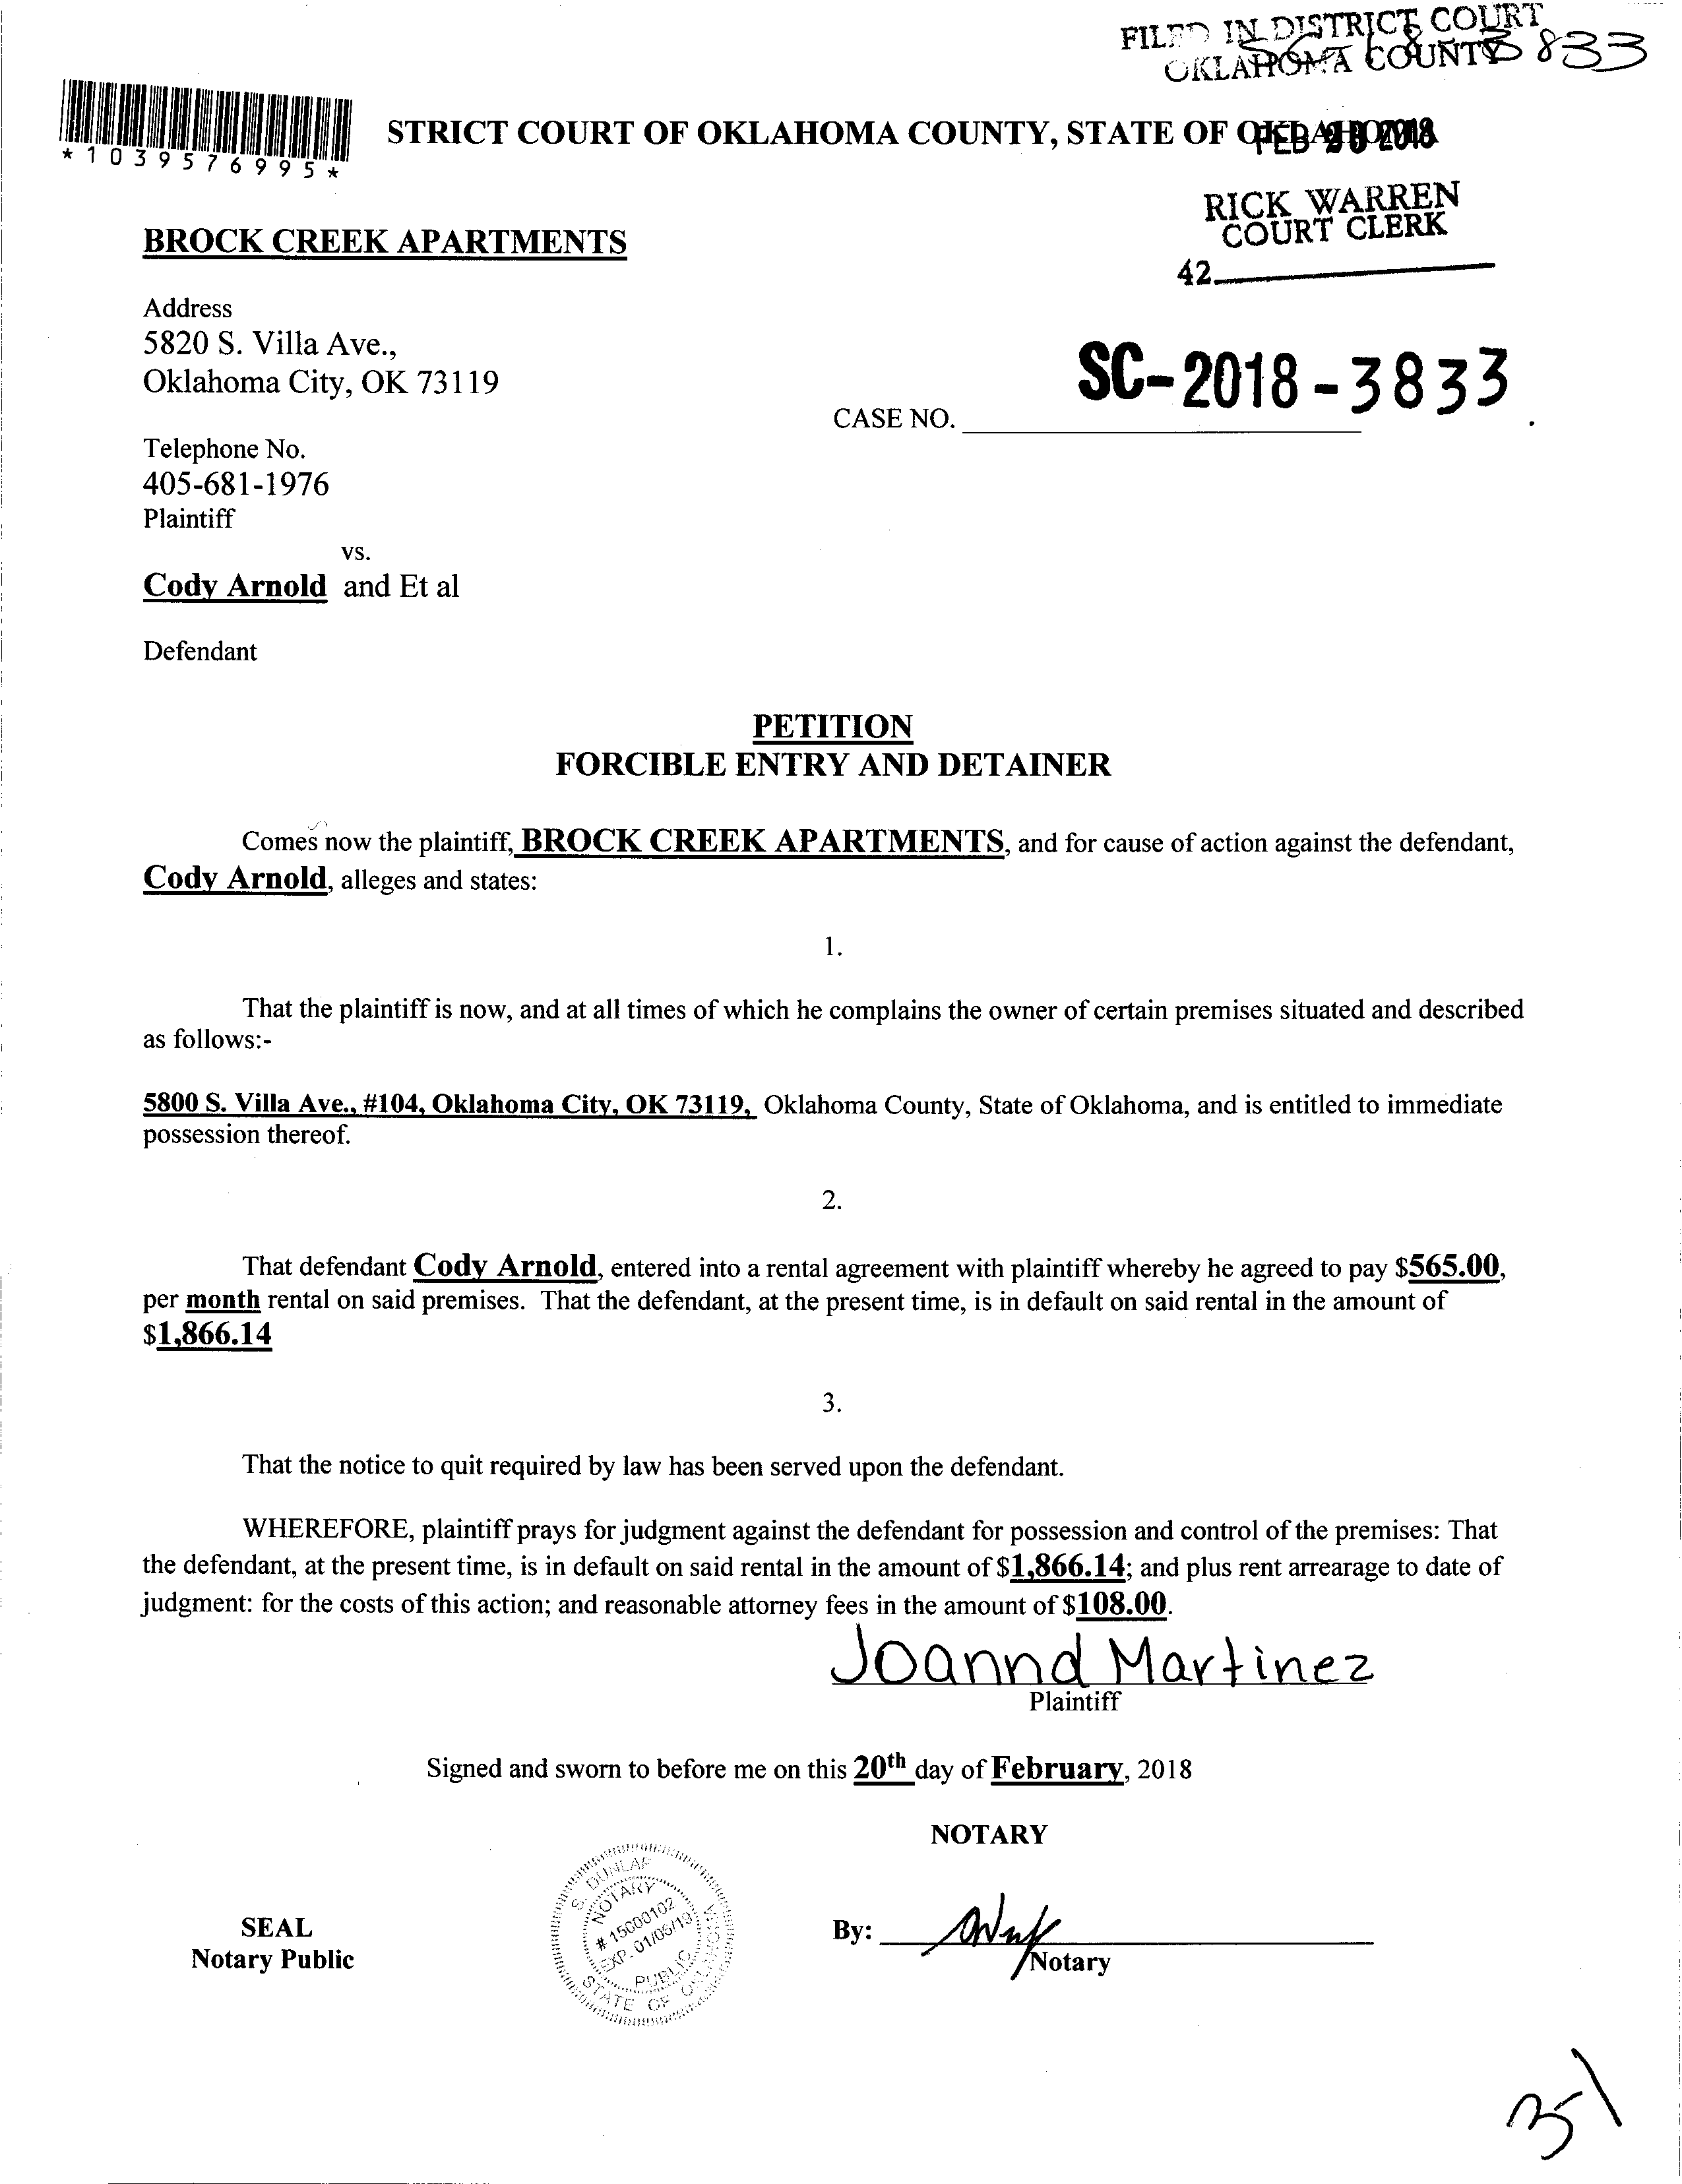 FILED IN DISTRICT COURT
OKLAHOMA COUNTY
SC-18-3833
*1039576995*
STRICT COURT OF OKLAHOMA COUNTY, STATE OF OKLAHOMA
FEB 20 2018
RICK WARREN
COURT CLERK
42
BROCK CREEK APARTMENTS
Address
5820 S. Villa Ave.,
Oklahoma City, OK 73119
CASE NO. SC-2018-3833.
Telephone No.
405-681-1976
Plaintiff
vs.
Cody Arnold and Et al
Defendant
PETITION
FORCIBLE ENTRY AND DETAINER
Comes now the plaintiff, BROCK CREEK APARTMENTS, and for cause of action against the defendant,
Cody Arnold, alleges and states:
1.
That the plaintiff is now, and at all times of which he complains the owner of certain premises situated and described
as follows:-
5800 S. Villa Ave., #104, Oklahoma City, OK 73119, Oklahoma County, State of Oklahoma, and is entitled to immediate
possession thereof.
2.
That defendant Cody Arnold, entered into a rental agreement with plaintiff whereby he agreed to pay $565.00,
per month rental on said premises. That the defendant, at the present time, is in default on said rental in the amount of
$1,866.14
3.
That the notice to quit required by law has been served upon the defendant.
WHEREFORE, plaintiff prays for judgment against the defendant for possession and control of the premises: That
the defendant, at the present time, is in default on said rental in the amount of $1,866.14; and plus rent arrearage to date of
judgment: for the costs of this action; and reasonable attorney fees in the amount of $108.00.
Joanna Martinez
Plaintiff
Signed and sworn to before me on this 20th day of February, 2018
NOTARY
SEAL
Notary Public
S. DUNLAP
NOTARY
# 15000102
EXP. 01/05/19
PUBLIC
STATE OF OKLAHOMA
By:
Notary
3-1